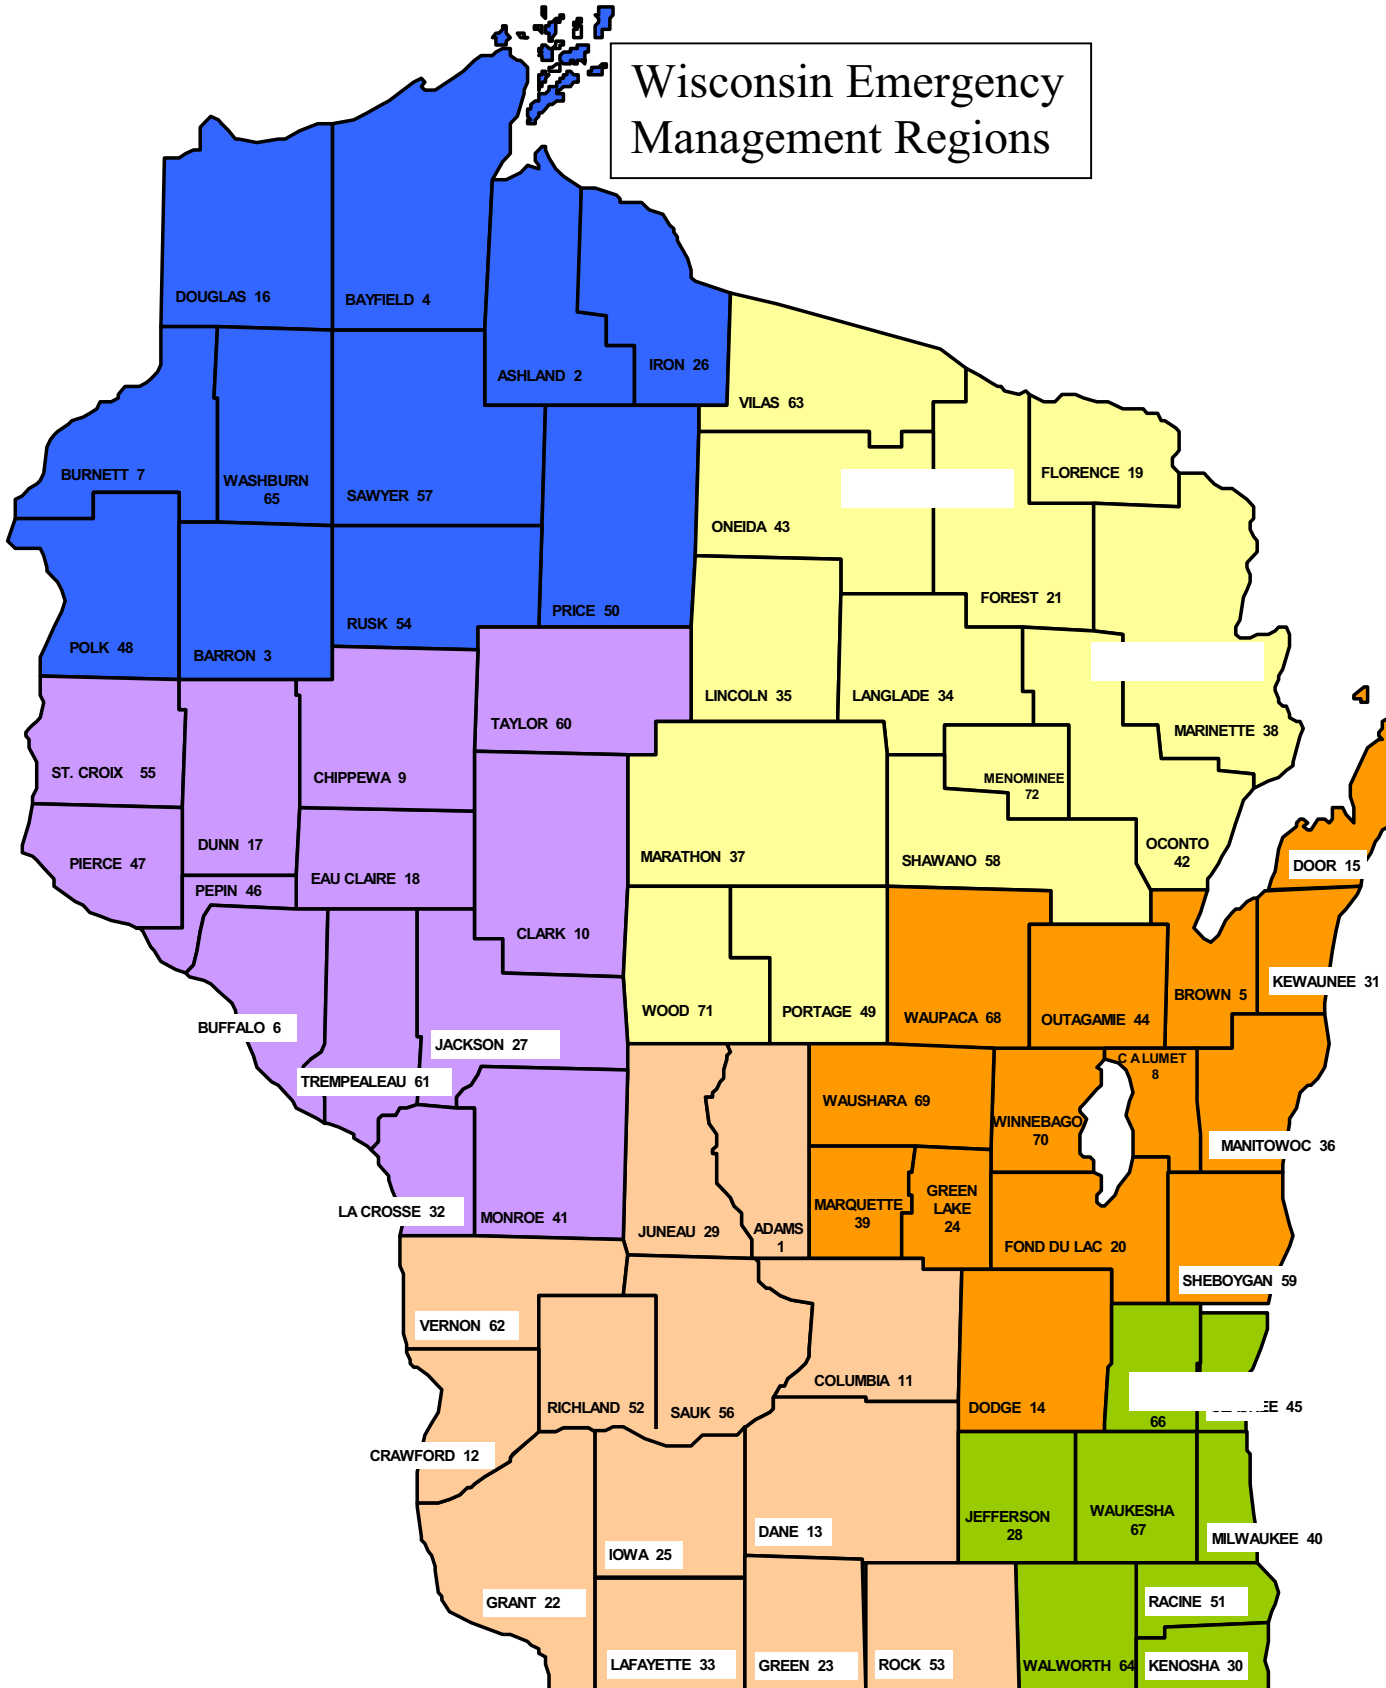 Wisconsin Emergency
Management Regions
DOUGLAS 16
BAYFIELD 4
ASHLAND 2
IRON 26
VILAS 63
BURNETT 7
WASHBURN
65
SAWYER 57
FLORENCE 19
ONEIDA 43
FOREST 21
PRICE 50
RUSK 54
POLK 48
BARRON 3
LINCOLN 35
LANGLADE 34
TAYLOR 60
MARINETTE 38
ST. CROIX 55
CHIPPEWA 9
MENOMINEE
72
DUNN 17
OCONTO
42
PIERCE 47
MARATHON 37
SHAWANO 58
DOOR 15
EAU CLAIRE 18
PEPIN 46
CLARK 10
KEWAUNEE 31
BROWN 5
WOOD 71
PORTAGE 49
WAUPACA 68
OUTAGAMIE 44
BUFFALO 6
JACKSON 27
CALUMET
8
TREMPEALEAU 61
WAUSHARA 69
WINNEBAGO
70
MANITOWOC 36
GREEN
LAKE
24
MARQUETTE
39
LA CROSSE 32
MONROE 41
JUNEAU 29
ADAMS
1
FOND DU LAC 20
SHEBOYGAN 59
VERNON 62
COLUMBIA 11
RICHLAND 52
SAUK 56
DODGE 14
45
66
CRAWFORD 12
WAUKESHA
67
JEFFERSON
28
DANE 13
MILWAUKEE 40
IOWA 25
GRANT 22
RACINE 51
LAFAYETTE 33
GREEN 23
ROCK 53
WALWORTH 64
KENOSHA 30